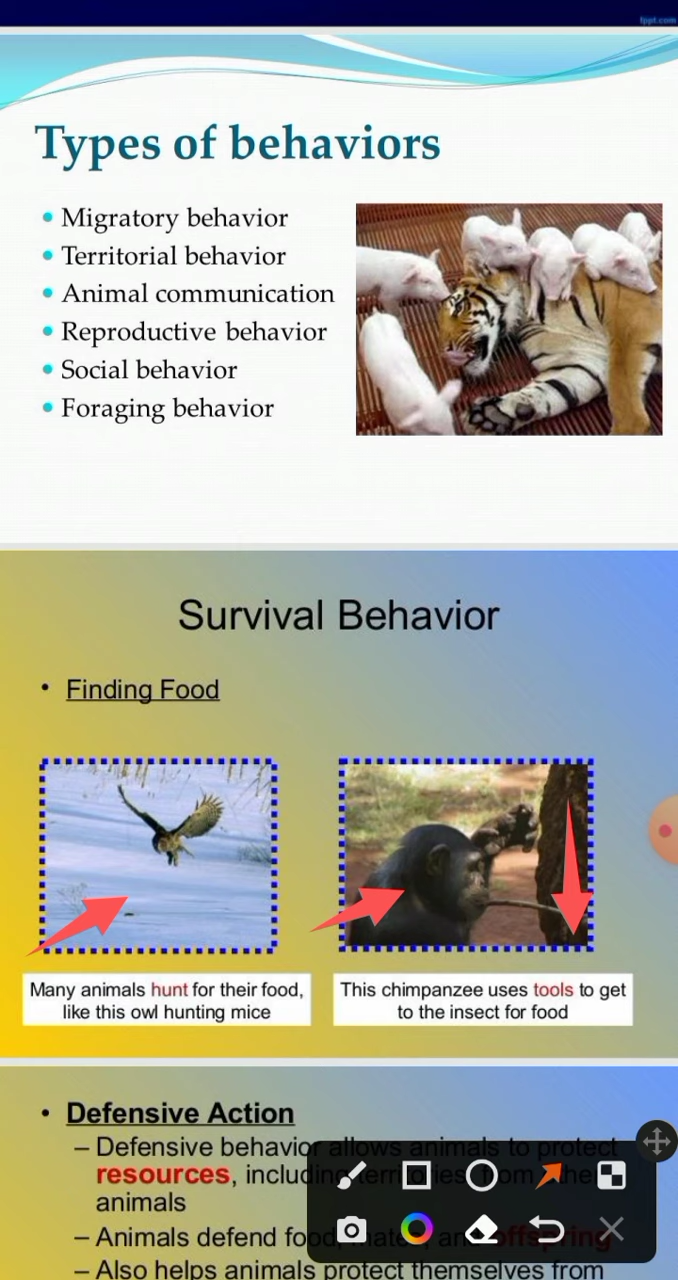 fppt.com
Types of behaviors
• Migratory behavior
• Territorial behavior
• Animal communication
• Reproductive behavior
• Social behavior
• Foraging behavior
Survival Behavior
• Finding Food
Many animals hunt for their food,
like this owl hunting mice
This chimpanzee uses tools to get
to the insect for food
• Defensive Action
– Defensive behavior allows animals to protect
resources, including territories, from other
animals
– Animals defend food, mates, and offspring
– Also helps animals protect themselves from